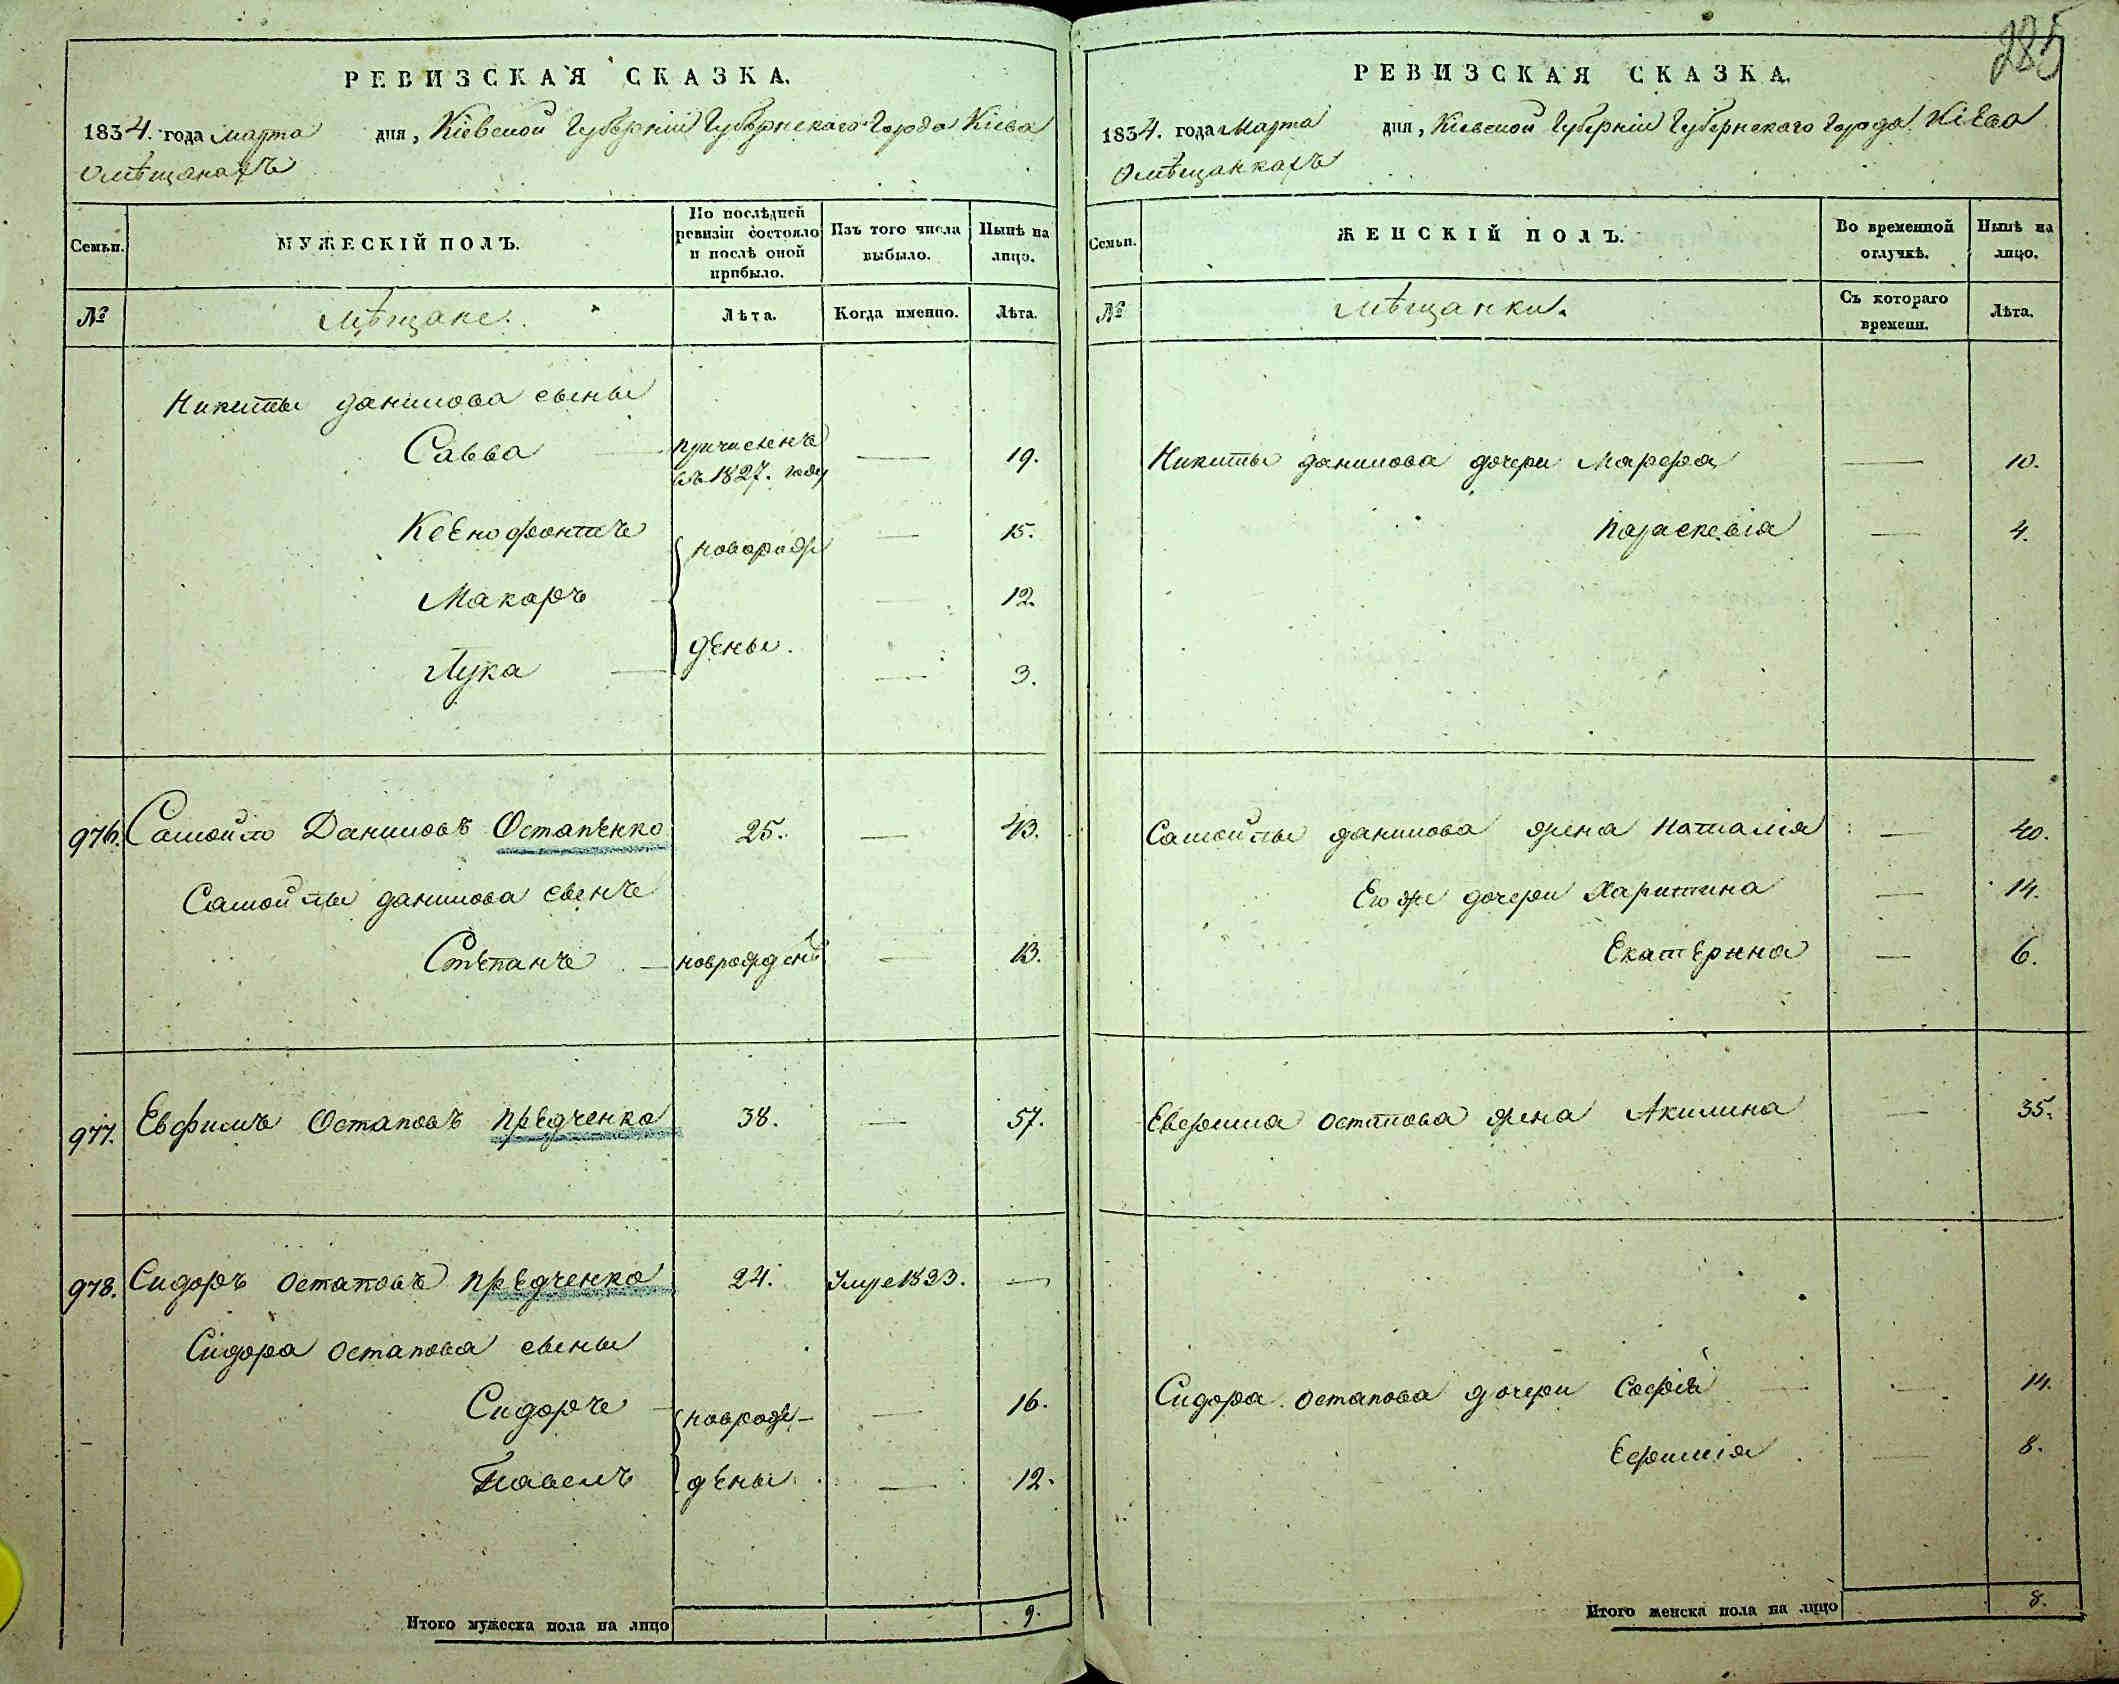 РЕВИЗСКАЯ СКАЗКА.
1834. года марта дня, Кіевской Губерніи Губернскаго Города Кіева
О мѣщанахъ
Семьи.
МУЖЕСКІЙ ПОЛЪ.
По послѣдней ревизіи состояло и послѣ оной прибыло.
Изъ того числа выбыло.
Нынѣ на лицо.
№
Мѣщане.
Лѣта.
Когда именно.
Лѣта.
Никиты Данилова сыны
Савва причисленъ въ 1827. году — 19.
Ксенофонтъ новорож — 15.
Макаръ — 12.
Лука дены. — 3.
976. Самойло Даниловъ Остапенко 25. — 43.
Самойлы Данилова сынъ
Степанъ — новрожденъ — 13.
977. Евфимъ Остаповъ Предченко 38. — 57.
978. Сидоръ Остаповъ Предченко 24. Умре 1833. —
Сидора Остапова сыны
Сидоръ новрож — 16.
Павелъ дены — 12.
Итого мужеска пола на лицо 9.
285
РЕВИЗСКАЯ СКАЗКА.
1834. года Марта дня, Кіевской Губерніи Губернскаго Города Кіева
О мѣщанкахъ
Семьи.
ЖЕНСКІЙ ПОЛЪ.
Во временной отлучкѣ.
Нынѣ на лицо.
№
Мѣщанки.
Съ котораго времени.
Лѣта.
Никиты Данилова дочери Марфа — 10.
Параскевія — 4.
Самойлы Данилова жена Наталія — 40.
Его же дочери Харитина — 14.
Екатерина — 6.
Евфима Остапова жена Акилина — 35.
Сидора Остапова дочери Софія — 14.
Ефимія — 8.
Итого женска пола на лицо 8.